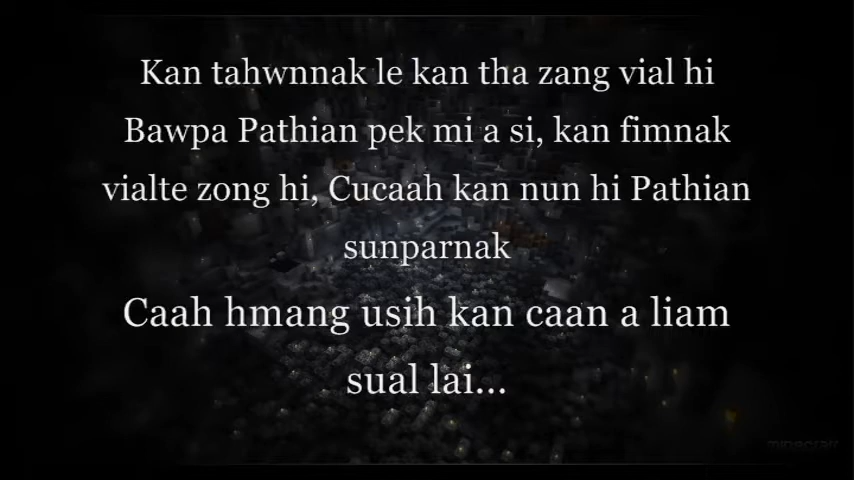 Kan tahwnnak le kan tha zang vial hi
Bawpa Pathian pek mi a si, kan fimnak
vialte zong hi, Cucaah kan nun hi Pathian
sunparnak
Caah hmang usih kan caan a liam
sual lai...